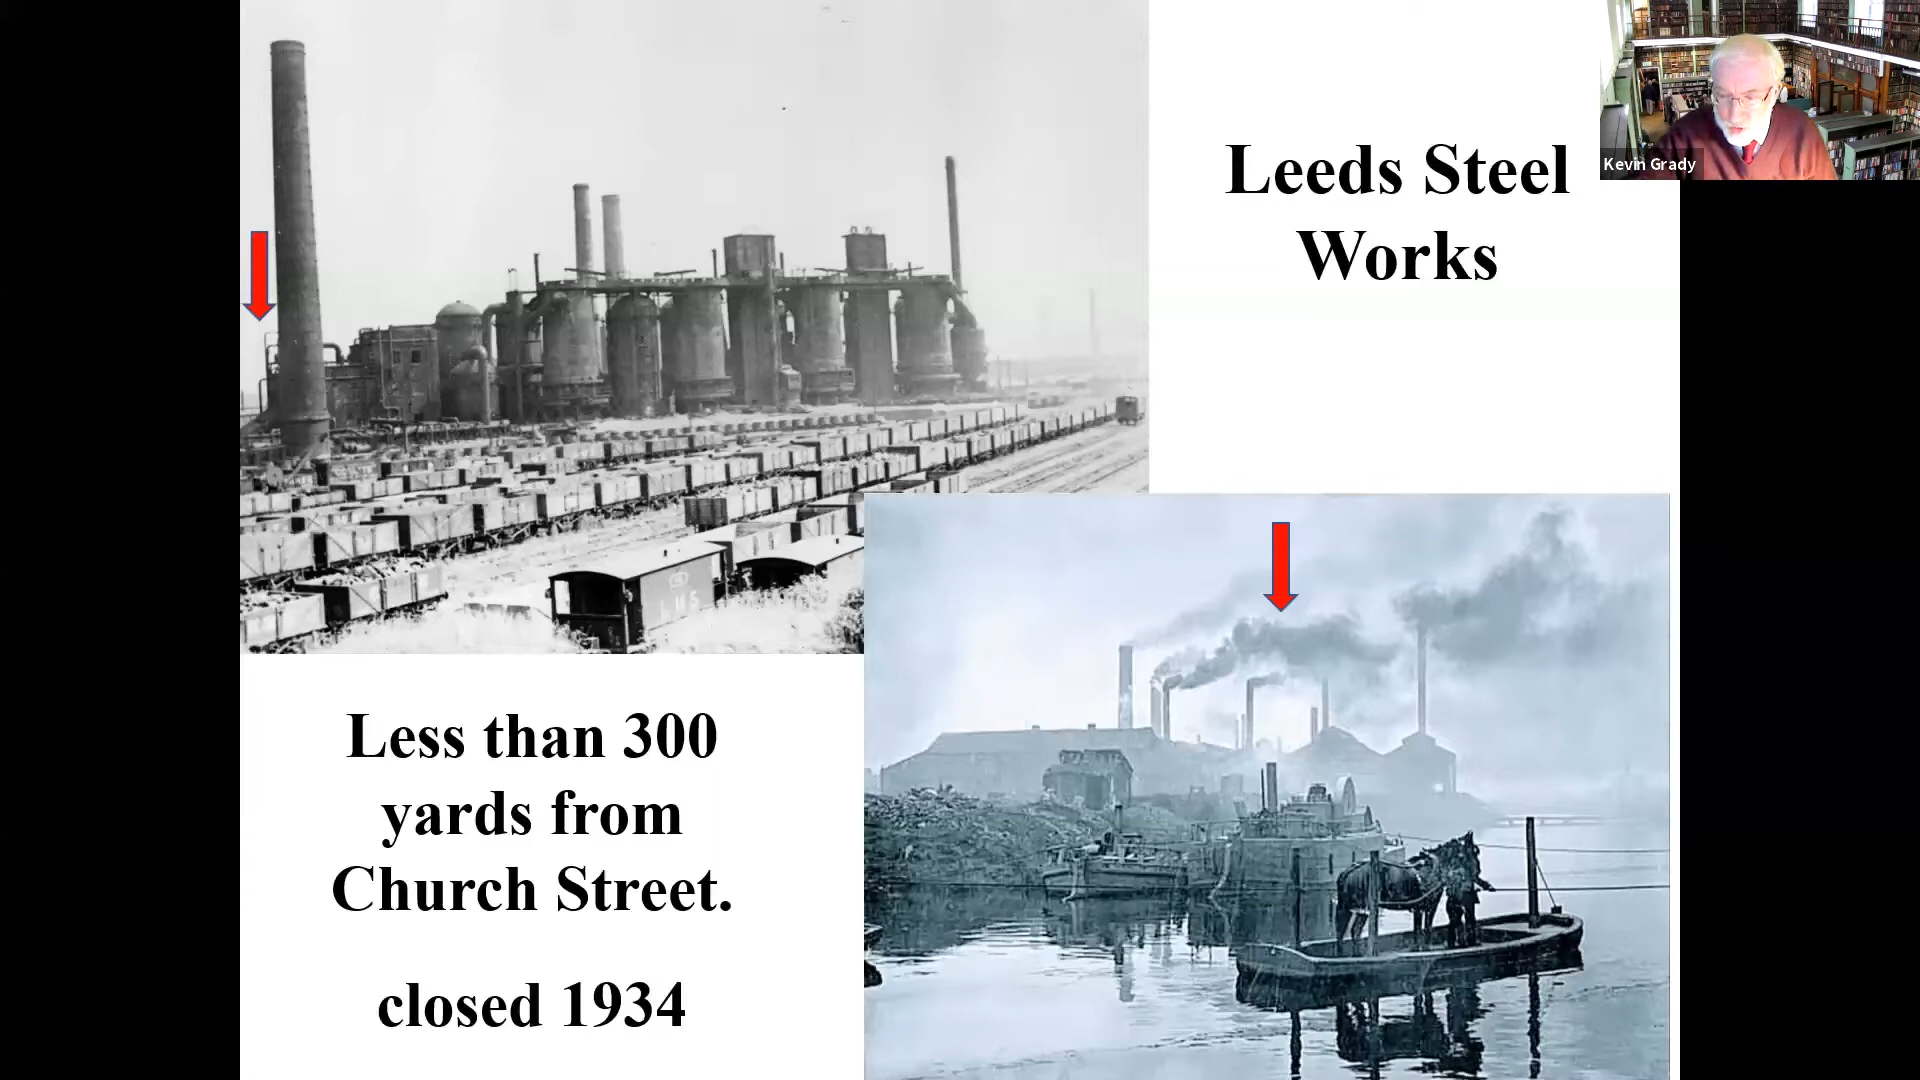 Leeds Steel
Works
Kevin Grady
LMS
Less than 300
yards from
Church Street.
closed 1934